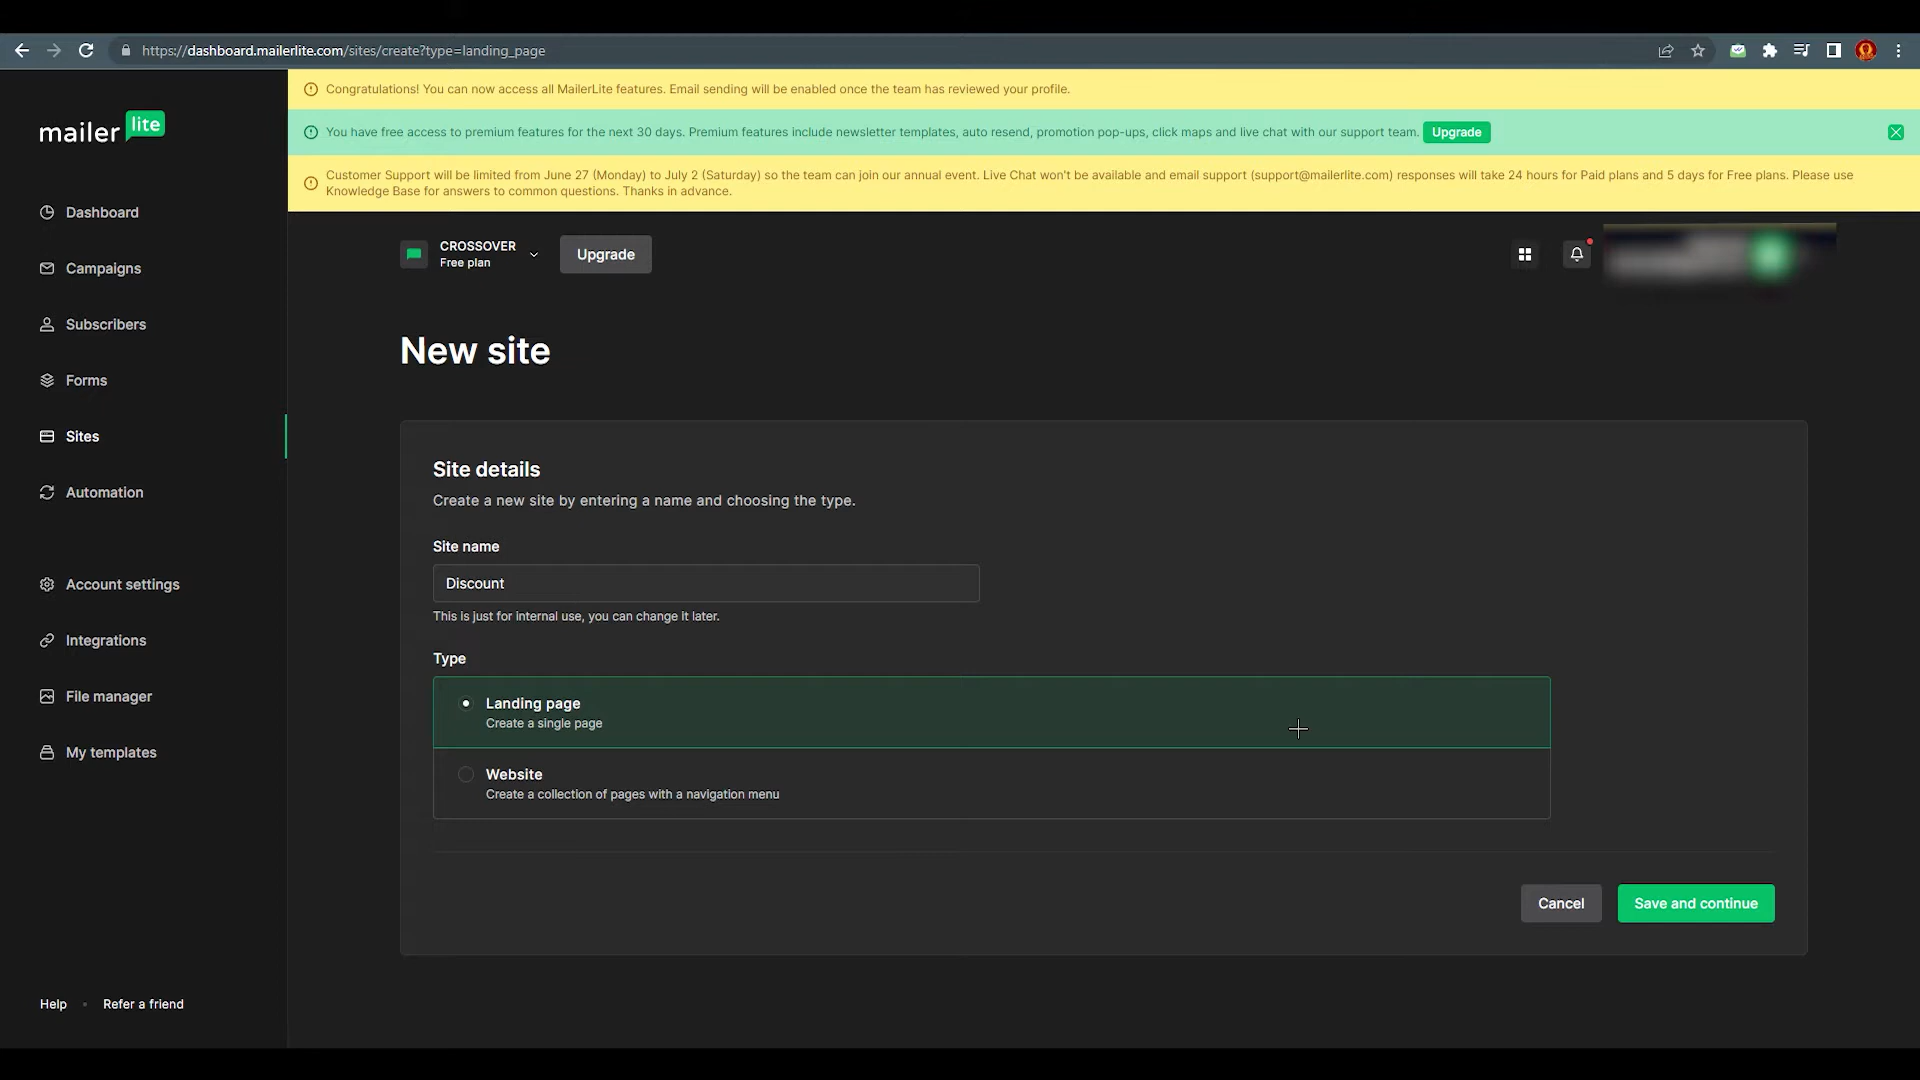 https://dashboard.mailerlite.com/sites/create?type=landing_page
mailer lite
Dashboard
Campaigns
Subscribers
Forms
Sites
Automation
Account settings
Integrations
File manager
My templates
Help
Refer a friend
Congratulations! You can now access all MailerLite features. Email sending will be enabled once the team has reviewed your profile.
You have free access to premium features for the next 30 days. Premium features include newsletter templates, auto resend, promotion pop-ups, click maps and live chat with our support team. Upgrade
Customer Support will be limited from June 27 (Monday) to July 2 (Saturday) so the team can join our annual event. Live Chat won't be available and email support (support@mailerlite.com) responses will take 24 hours for Paid plans and 5 days for Free plans. Please use
Knowledge Base for answers to common questions. Thanks in advance.
CROSSOVER
Free plan
Upgrade
New site
Site details
Create a new site by entering a name and choosing the type.
Site name
Discount
This is just for internal use, you can change it later.
Type
Landing page
Create a single page
Website
Create a collection of pages with a navigation menu
Cancel
Save and continue